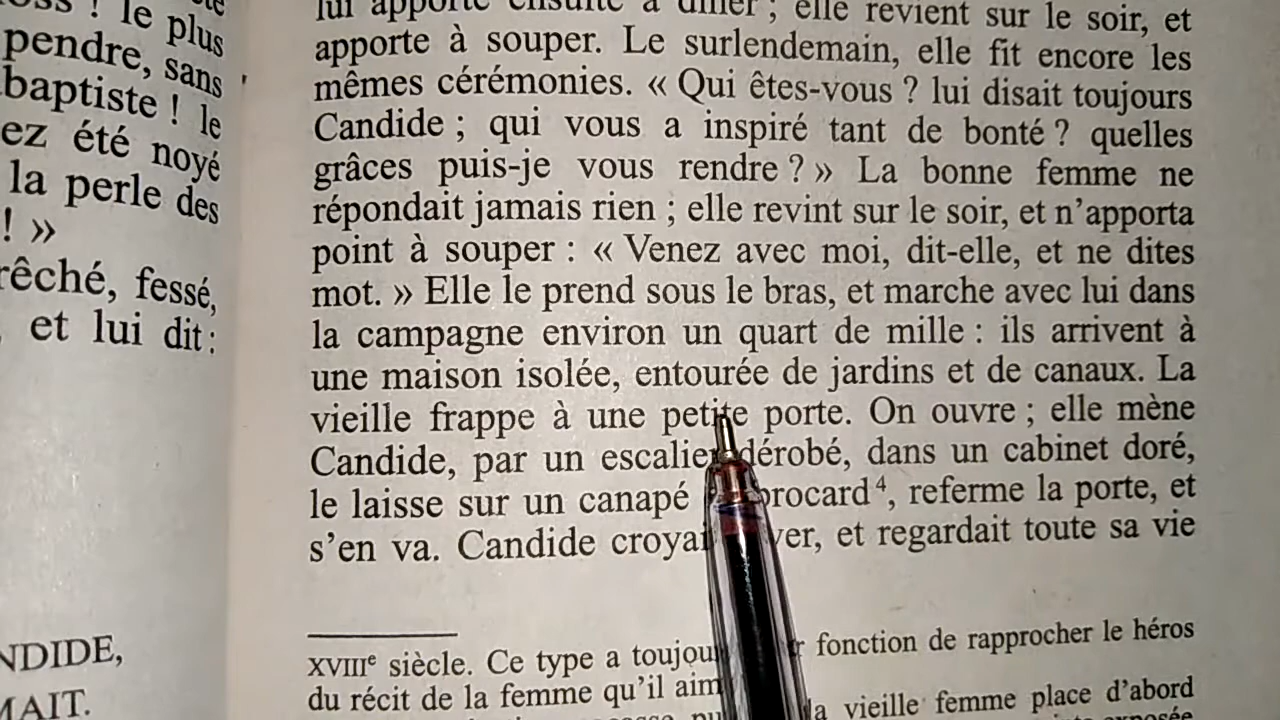 ! le plus
pendre, sans
baptiste ! le
ez été noyé
la perle des
! »
rêché, fessé,
et lui dit :
NDIDE,
MAIT.
lui apporte ensuite à dîner ; elle revient sur le soir, et
apporte à souper. Le surlendemain, elle fit encore les
mêmes cérémonies. « Qui êtes-vous ? lui disait toujours
Candide ; qui vous a inspiré tant de bonté ? quelles
grâces puis-je vous rendre ? » La bonne femme ne
répondait jamais rien ; elle revint sur le soir, et n'apporta
point à souper : « Venez avec moi, dit-elle, et ne dites
mot. » Elle le prend sous le bras, et marche avec lui dans
la campagne environ un quart de mille : ils arrivent à
une maison isolée, entourée de jardins et de canaux. La
vieille frappe à une petite porte. On ouvre ; elle mène
Candide, par un escalier dérobé, dans un cabinet doré,
le laisse sur un canapé brocard⁴, referme la porte, et
s'en va. Candide croyai ver, et regardait toute sa vie
XVIIIᵉ siècle. Ce type a toujou fonction de rapprocher le héros
du récit de la femme qu'il aim la vieille femme place d'abord